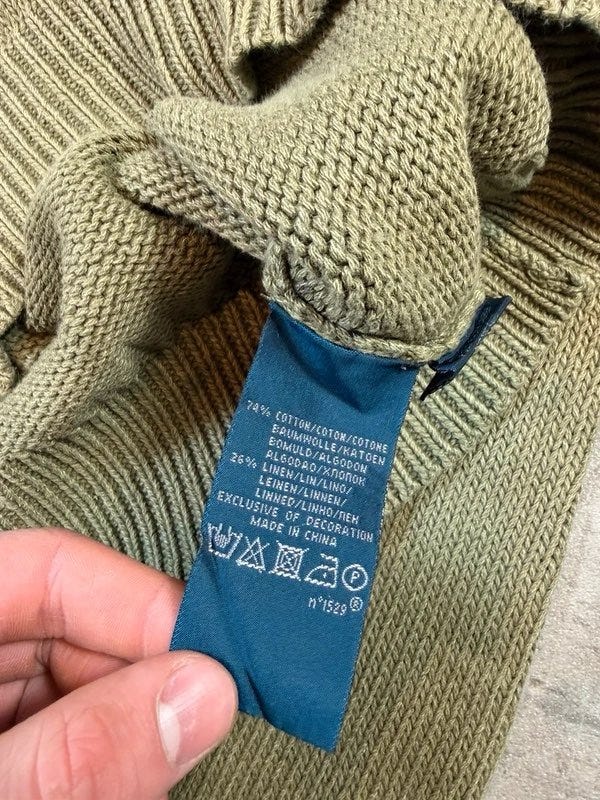 74% COTTON/COTON/COTONE
BAUMWOLLE/KATOEN
BOMULD/ALGODON
ALGODAO/ХЛОПОК
26% LINEN/LIN/LINO/
LEINEN/LINNEN/
LINNED/LINHO/ЛЕН
EXCLUSIVE OF DECORATION
MADE IN CHINA
P
n°1529 ®